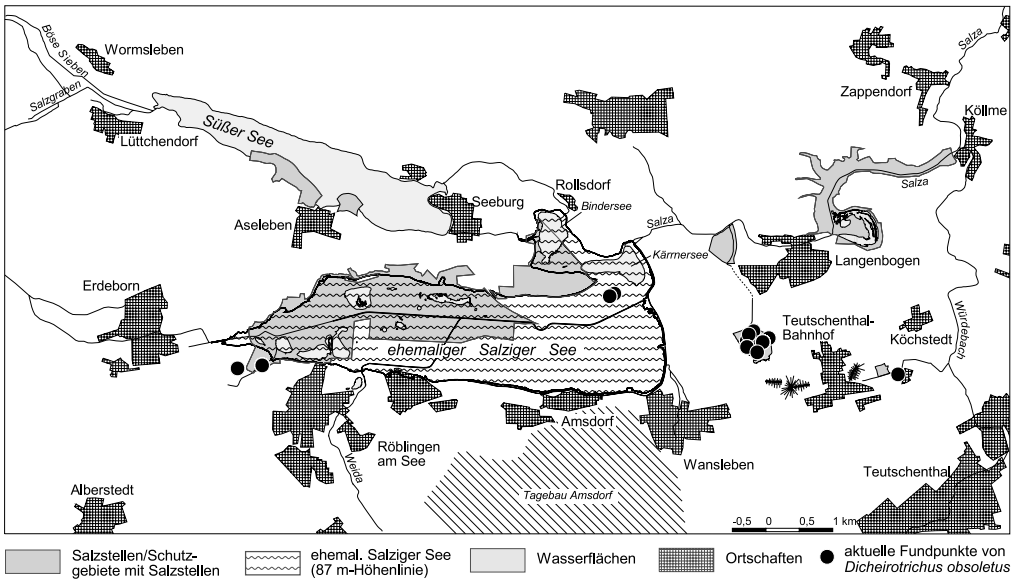 Böse Sieben
Wormsleben
Salzgraben
Lüttchendorf
Süßer See
Aseleben
Seeburg
Rollsdorf
Bindersee
Salza
Kärrnersee
Zappendorf
Salza
Köllme
Salza
Langenbogen
Erdeborn
ehemaliger Salziger See
Teutschenthal-
Bahnhof
Köchstedt
Würdebach
Röblingen
am See
Weida
Amsdorf
Wansleben
Alberstedt
Tagebau Amsdorf
Teutschenthal
-0,5 0 0,5 1 km
Salzstellen/Schutz-
gebiete mit Salzstellen
ehemal. Salziger See
(87 m-Höhenlinie)
Wasserflächen
Ortschaften
aktuelle Fundpunkte von
Dicheirotrichus obsoletus